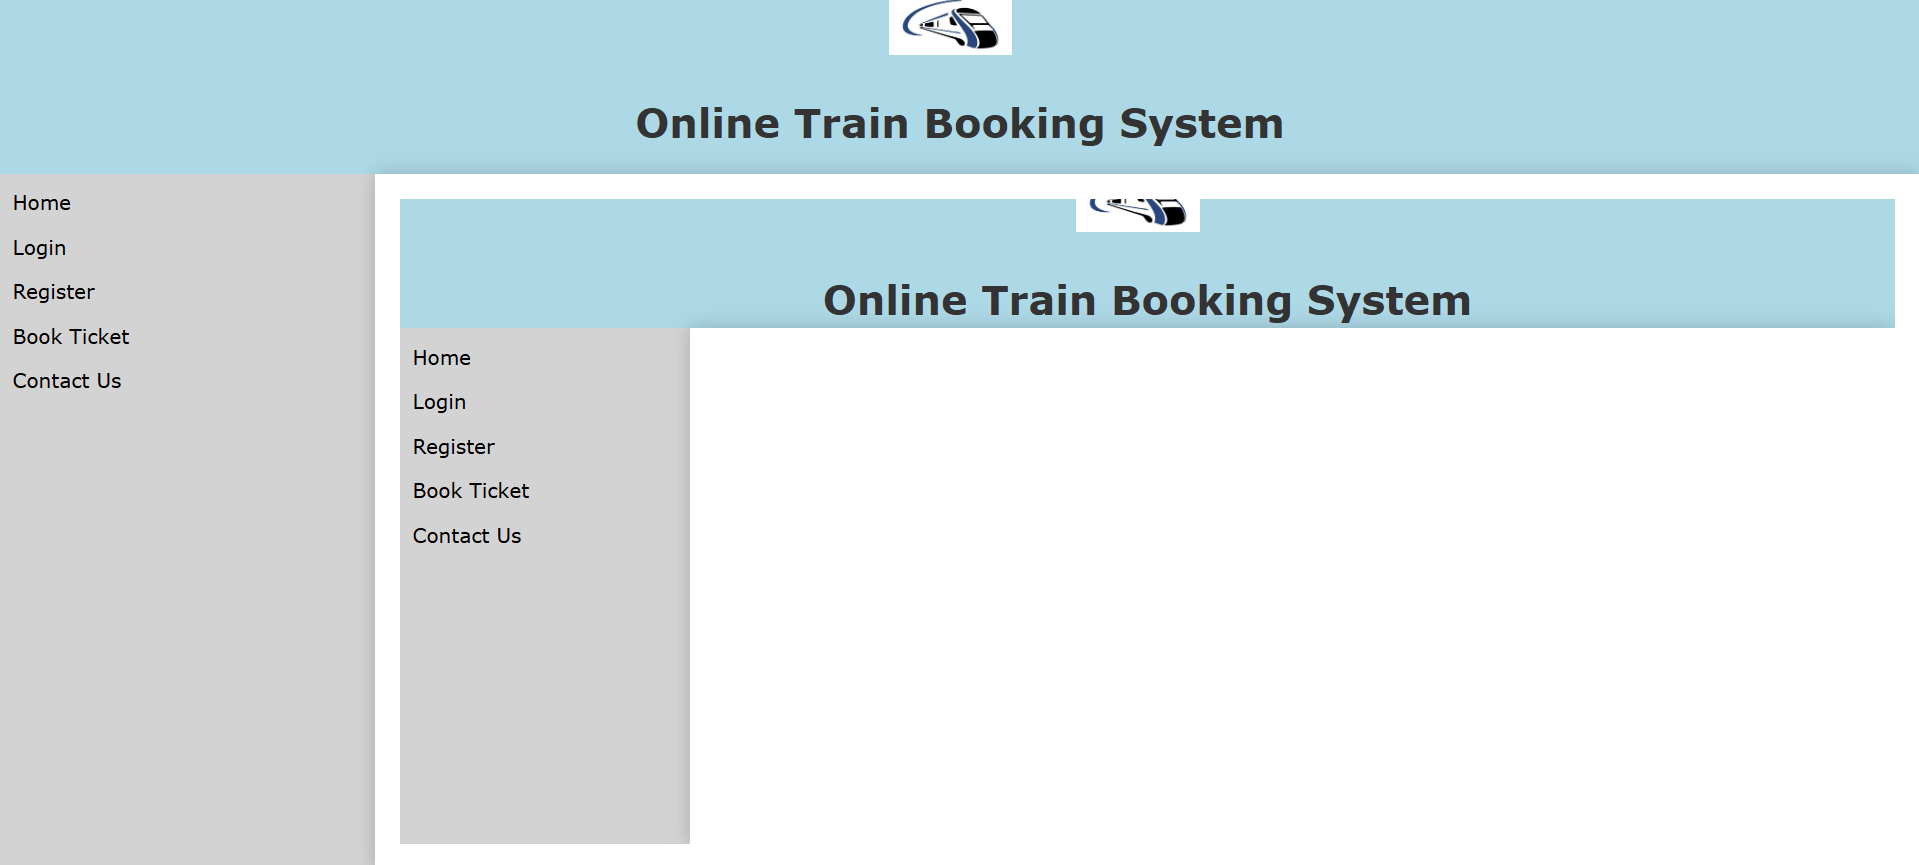 Online Train Booking System
Home
Login
Register
Book Ticket
Contact Us
Online Train Booking System
Home
Login
Register
Book Ticket
Contact Us